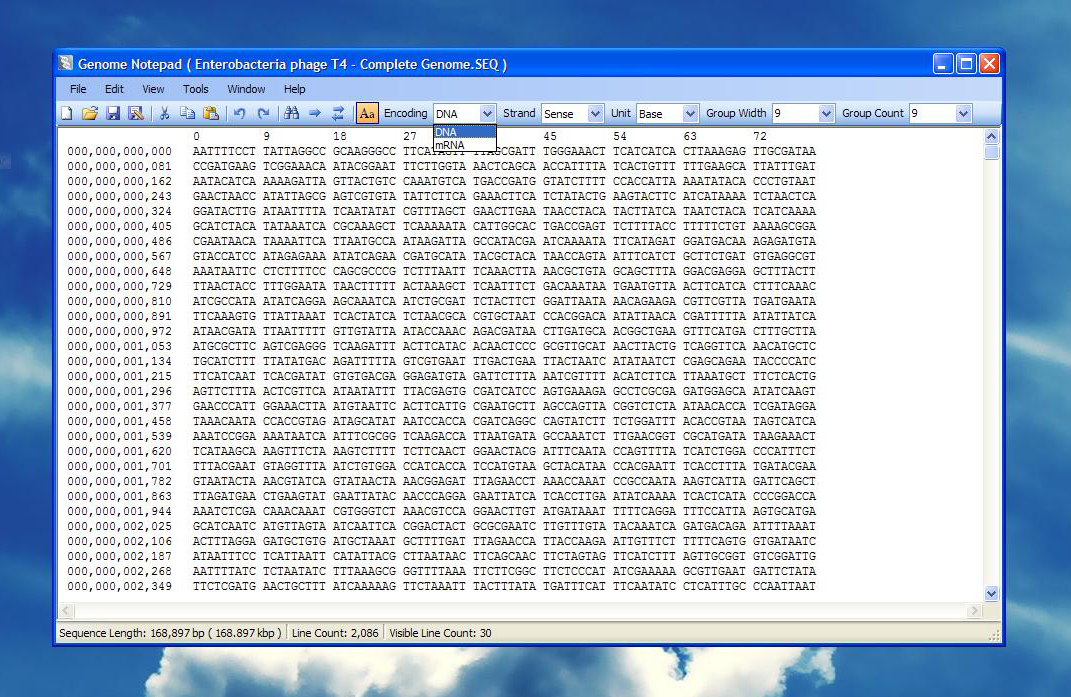 Genome Notepad ( Enterobacteria phage T4 - Complete Genome.SEQ )
File Edit View Tools Window Help
Aa Encoding DNA Strand Sense Unit Base Group Width 9 Group Count 9
DNA
mRNA
0 9 18 27 45 54 63 72
000,000,000,000 AATTTTCCT TATTAGGCC GCAAGGGCC TTCATAGTT TTAGCGATT TGGGAAACT TCATCATCA CTTAAAGAG TTGCGATAA
000,000,000,081 CCGATGAAG TCGGAAACA ATACGGAAT TTCTTGGTA AACTCAGCA ACCATTTTA TCACTGTTT TTTGAAGCA TTATTTGAT
000,000,000,162 AATACATCA AAAAGATTA GTTACTGTC CAAATGTCA TGACCGATG GTATCTTTT CCACCATTA AAATATACA CCCTGTAAT
000,000,000,243 GAACTAACC ATATTAGCG AGTCGTGTA TATTCTTCA GAAACTTCA TCTATACTG AAGTACTTC ATCATAAAA TCTAACTCA
000,000,000,324 GGATACTTG ATAATTTTA TCAATATAT CGTTTAGCT GAACTTGAA TAACCTACA TACTTATCA TAATCTACA TCATCAAAA
000,000,000,405 GCATCTACA TATAAATCA CGCAAAGCT TCAAAAATA CATTGGCAC TGACCGAGT TCTTTTACC TTTTTCTGT AAAAGCGGA
000,000,000,486 CGAATAACA TAAAATTCA TTAATGCCA ATAAGATTA GCCATACGA ATCAAAATA TTCATAGAT GGATGACAA AGAGATGTA
000,000,000,567 GTACCATCC ATAGAGAAA ATATCAGAA CGATGCATA TACGCTACA TAACCAGTA ATTTCATCT GCTTCTGAT GTGAGGCGT
000,000,000,648 AAATAATTC CTCTTTTCC CAGCGCCCG TCTTTAATT TCAAACTTA AACGCTGTA GCAGCTTTA GGACGAGGA GCTTTACTT
000,000,000,729 TTAACTACC TTTGGAATA TAACTTTTT ACTAAAGCT TCAATTTCT GACAAATAA TGAATGTTA ACTTCATCA CTTTCAAAC
000,000,000,810 ATCGCCATA ATATCAGGA AGCAAATCA ATCTGCGAT TCTACTTCT GGATTAATA AACAGAAGA CGTTCGTTA TGATGAATA
000,000,000,891 TTCAAAGTG TTATTAAAT TCACTATCA TCTAACGCA CGTGCTAAT CCACGGACA ATATTAACA CGATTTTTA ATATTATCA
000,000,000,972 ATAACGATA TTAATTTTT GTTGTATTA ATACCAAAC AGACGATAA CTTGATGCA ACGGCTGAA GTTTCATGA CTTTGCTTA
000,000,001,053 ATGCGCTTC AGTCGAGGG TCAAGATTT ACTTCATAC ACAACTCCC GCGTTGCAT AACTTACTG TCAGGTTCA AACATGCTC
000,000,001,134 TGCATCTTT TTATATGAC AGATTTTTA GTCGTGAAT TTGACTGAA TTACTAATC ATATAATCT CGAGCAGAA TACCCCATC
000,000,001,215 TTCATCAAT TCACGATAT GTGTGACGA GGAGATGTA GATTCTTTA AATCGTTTT ACATCTTCA TTAAATGCT TTCTCACTG
000,000,001,296 AGTTCTTTA ACTCGTTCA ATAATATTT TTACGAGTG CGATCATCC AGTGAAAGA GCCTCGCGA GATGGAGCA ATATCAAGT
000,000,001,377 GAACCCATT GGAAACTTA ATGTAATTC ACTTCATTG CGAATGCTT AGCCAGTTA CGGTCTCTA ATAACACCA TCGATAGGA
000,000,001,458 TAAACAATA CACCGTAG ATAGCATAT AATCCACCA CGATCAGGC CAGTATCTT TCTGGATTT ACACCGTAA TAGTCATCA
000,000,001,539 AAATCCGGA AAATAATCA ATTTCGCGG TCAAGACCA TTAATGATA GCCAAATCT TTGAACGGT CGCATGATA TAAGAAACT
000,000,001,620 TCATAAGCA AAGTTTCTA AAGTCTTTT TCTTCAACT GGAACTACG ATTTCAATA CCAGTTTTA TCATCTGGA CCCATTTCT
000,000,001,701 TTTACGAAT GTAGGTTAA ATCTGTGGA CCATCACCA TCCATGTAA GCTACATAA CCACGAATT TCACCTTTA TGATACGAA
000,000,001,782 GTAATACTA AACGTATCA GTATAACTA AACGGAGAT TTAGAACCT AAACCAAAT CCGCCAATA AAGTCATTA GATTCAGCT
000,000,001,863 TTAGATGAA CTGAAGTAT GAATTATAC AACCCAGGA GAATTATCA TCACCTTGA ATATCAAAA TCACTCATA CCCGGACCA
000,000,001,944 AAATCTCGA CAAACAAAT CGTGGGTCT AAACGTCCA GGAACTTGT ATGATAAAT TTTTCAGGA TTTCCATTA AGTGCATGA
000,000,002,025 GCATCAATC ATGTTAGTA ATCAATTCA CGGACTACT GCGCGAATC TTGTTTGTA TACAAATCA GATGACAGA ATTTTAAAT
000,000,002,106 ACTTTAGGA GATGCTGTG ATGCTAAAT GCTTTTGAT TTAGAACCA TTACCAAGA ATTGTTTCT TTTTCAGTG GTGATAATC
000,000,002,187 ATAATTTCC TCATTAATT CATATTACG CTTAATAAC TTCAGCAAC TTCTAGTAG TTCATCTTT AGTTGCGGT GTCGGATTG
000,000,002,268 AATTTTATC TCTAATATC TTTAAAGCG GGTTTTAAA TTCTTCGGC TTCTCCCAT ATCGAAAAA GCGTTGAAT GATTCTATA
000,000,002,349 TTCTCGATG AACTGCTTT ATCAAAAAG TTCTAAATT TACTTTATA TGATTTCAT TTCAATATC CTCATTTGC CCAATTAAT
Sequence Length: 168,897 bp ( 168.897 kbp ) Line Count: 2,086 Visible Line Count: 30